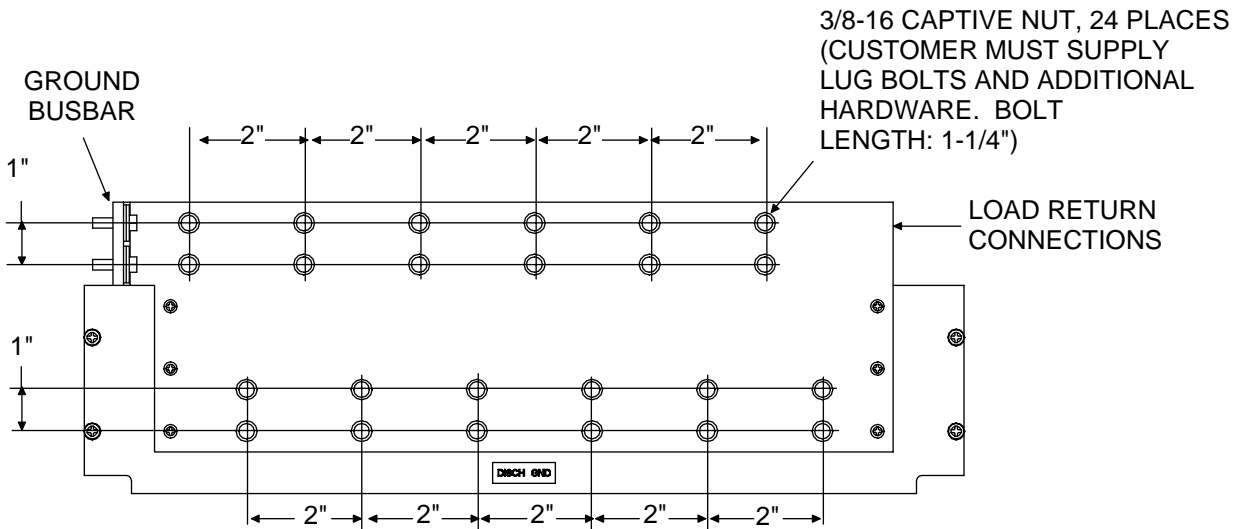 3/8-16 CAPTIVE NUT, 24 PLACES
(CUSTOMER MUST SUPPLY
LUG BOLTS AND ADDITIONAL
HARDWARE.  BOLT
LENGTH: 1-1/4")
GROUND
BUSBAR
2" 2" 2" 2" 2"
1"
LOAD RETURN
CONNECTIONS
1"
DISCH GND
2" 2" 2" 2" 2"